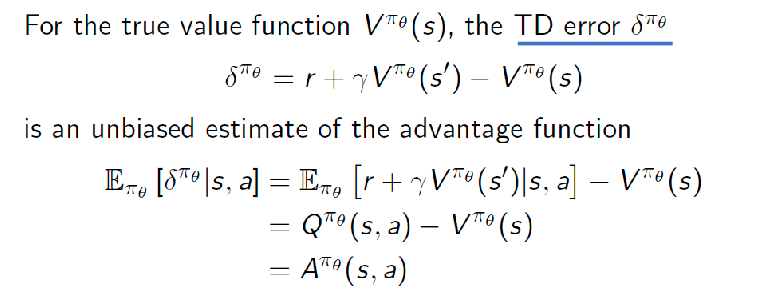 For the true value function V^{π_θ}(s), the TD error δ^{π_θ}
δ^{π_θ} = r + γV^{π_θ}(s′) − V^{π_θ}(s)
is an unbiased estimate of the advantage function
𝔼_{π_θ} [δ^{π_θ}|s, a] = 𝔼_{π_θ} [r + γV^{π_θ}(s′)|s, a] − V^{π_θ}(s)
= Q^{π_θ}(s, a) − V^{π_θ}(s)
= A^{π_θ}(s, a)